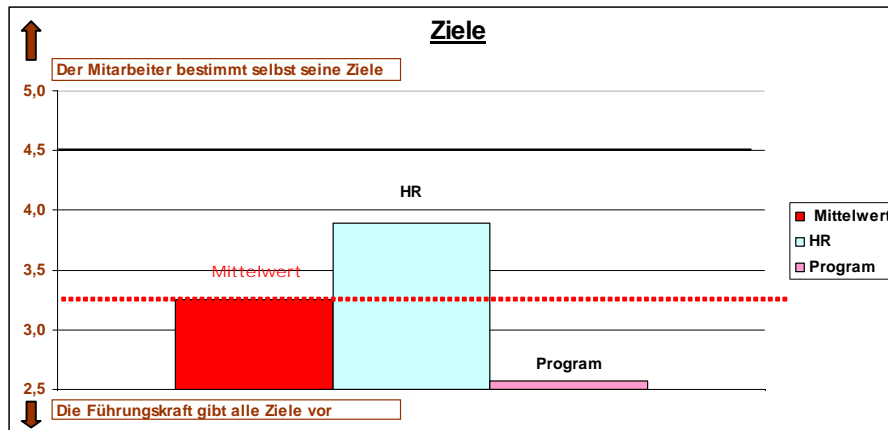 Ziele
Der Mitarbeiter bestimmt selbst seine Ziele
5,0
4,5
HR
4,0
Mittelwert
HR
Program
Mittelwert
3,5
3,0
Program
2,5
Die Führungskraft gibt alle Ziele vor